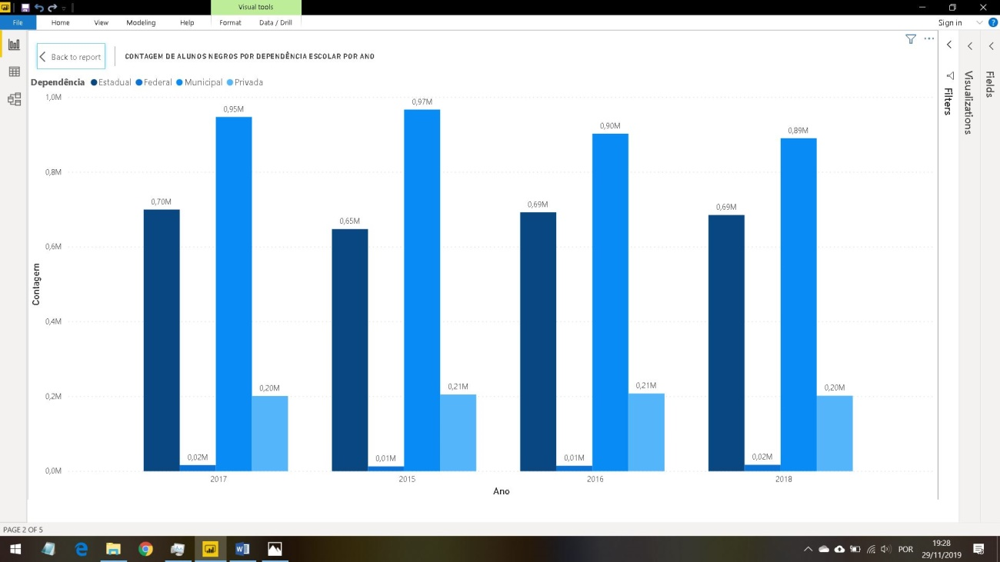 Visual tools
File Home View Modeling Help Format Data / Drill Sign in ?
Back to report CONTAGEM DE ALUNOS NEGROS POR DEPENDÊNCIA ESCOLAR POR ANO
Dependência Estadual Federal Municipal Privada
1,0M
0,8M
0,6M
0,4M
0,2M
0,0M
Contagem
0,70M 0,02M 0,95M 0,20M
0,65M 0,01M 0,97M 0,21M
0,69M 0,01M 0,90M 0,21M
0,69M 0,02M 0,89M 0,20M
2017 2015 2016 2018
Ano
Filters
Visualizations
Fields
PAGE 2 OF 5
POR
19:28
29/11/2019